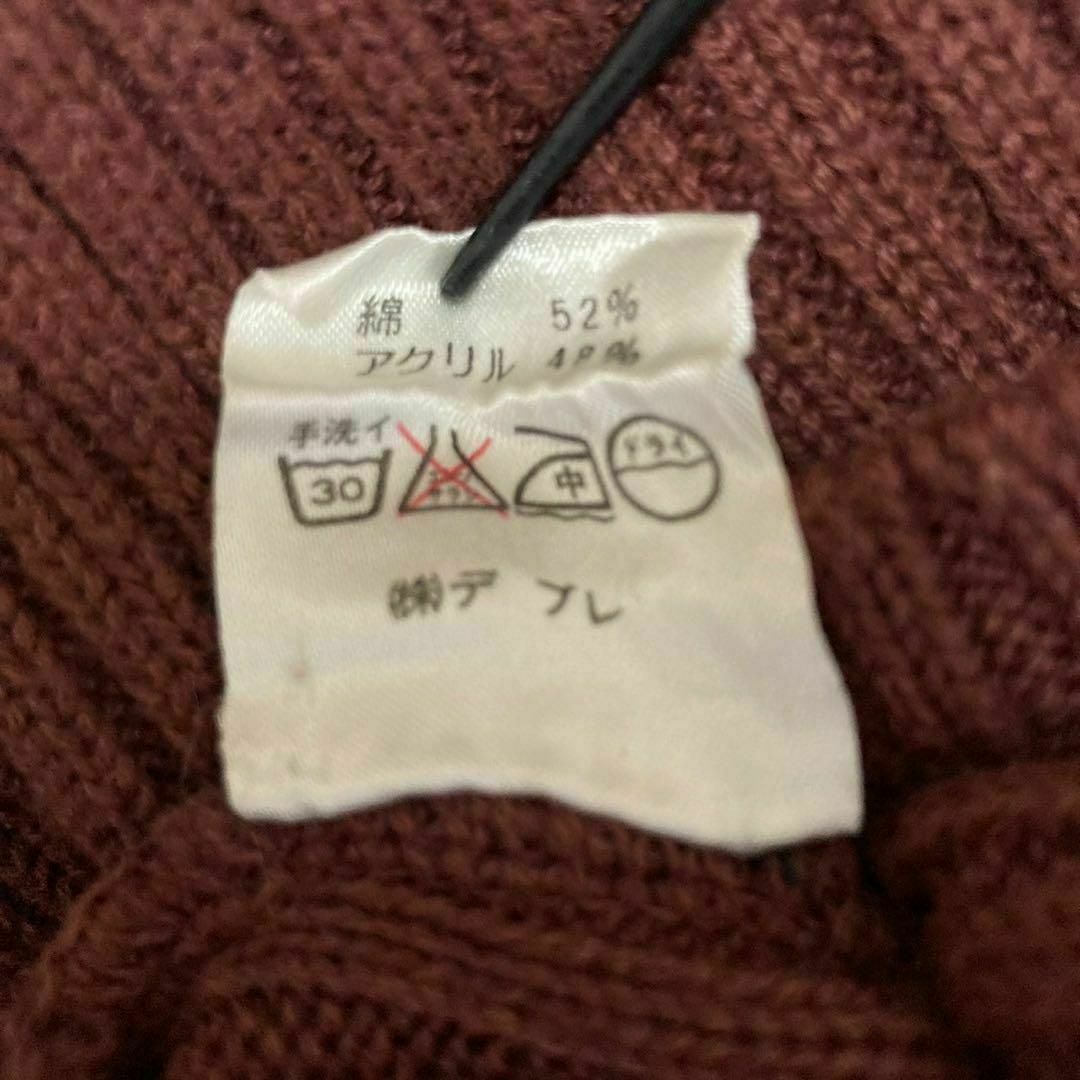 綿 52%
アクリル 48%
手洗イ
30 中 ドライ
㈱デ プレ